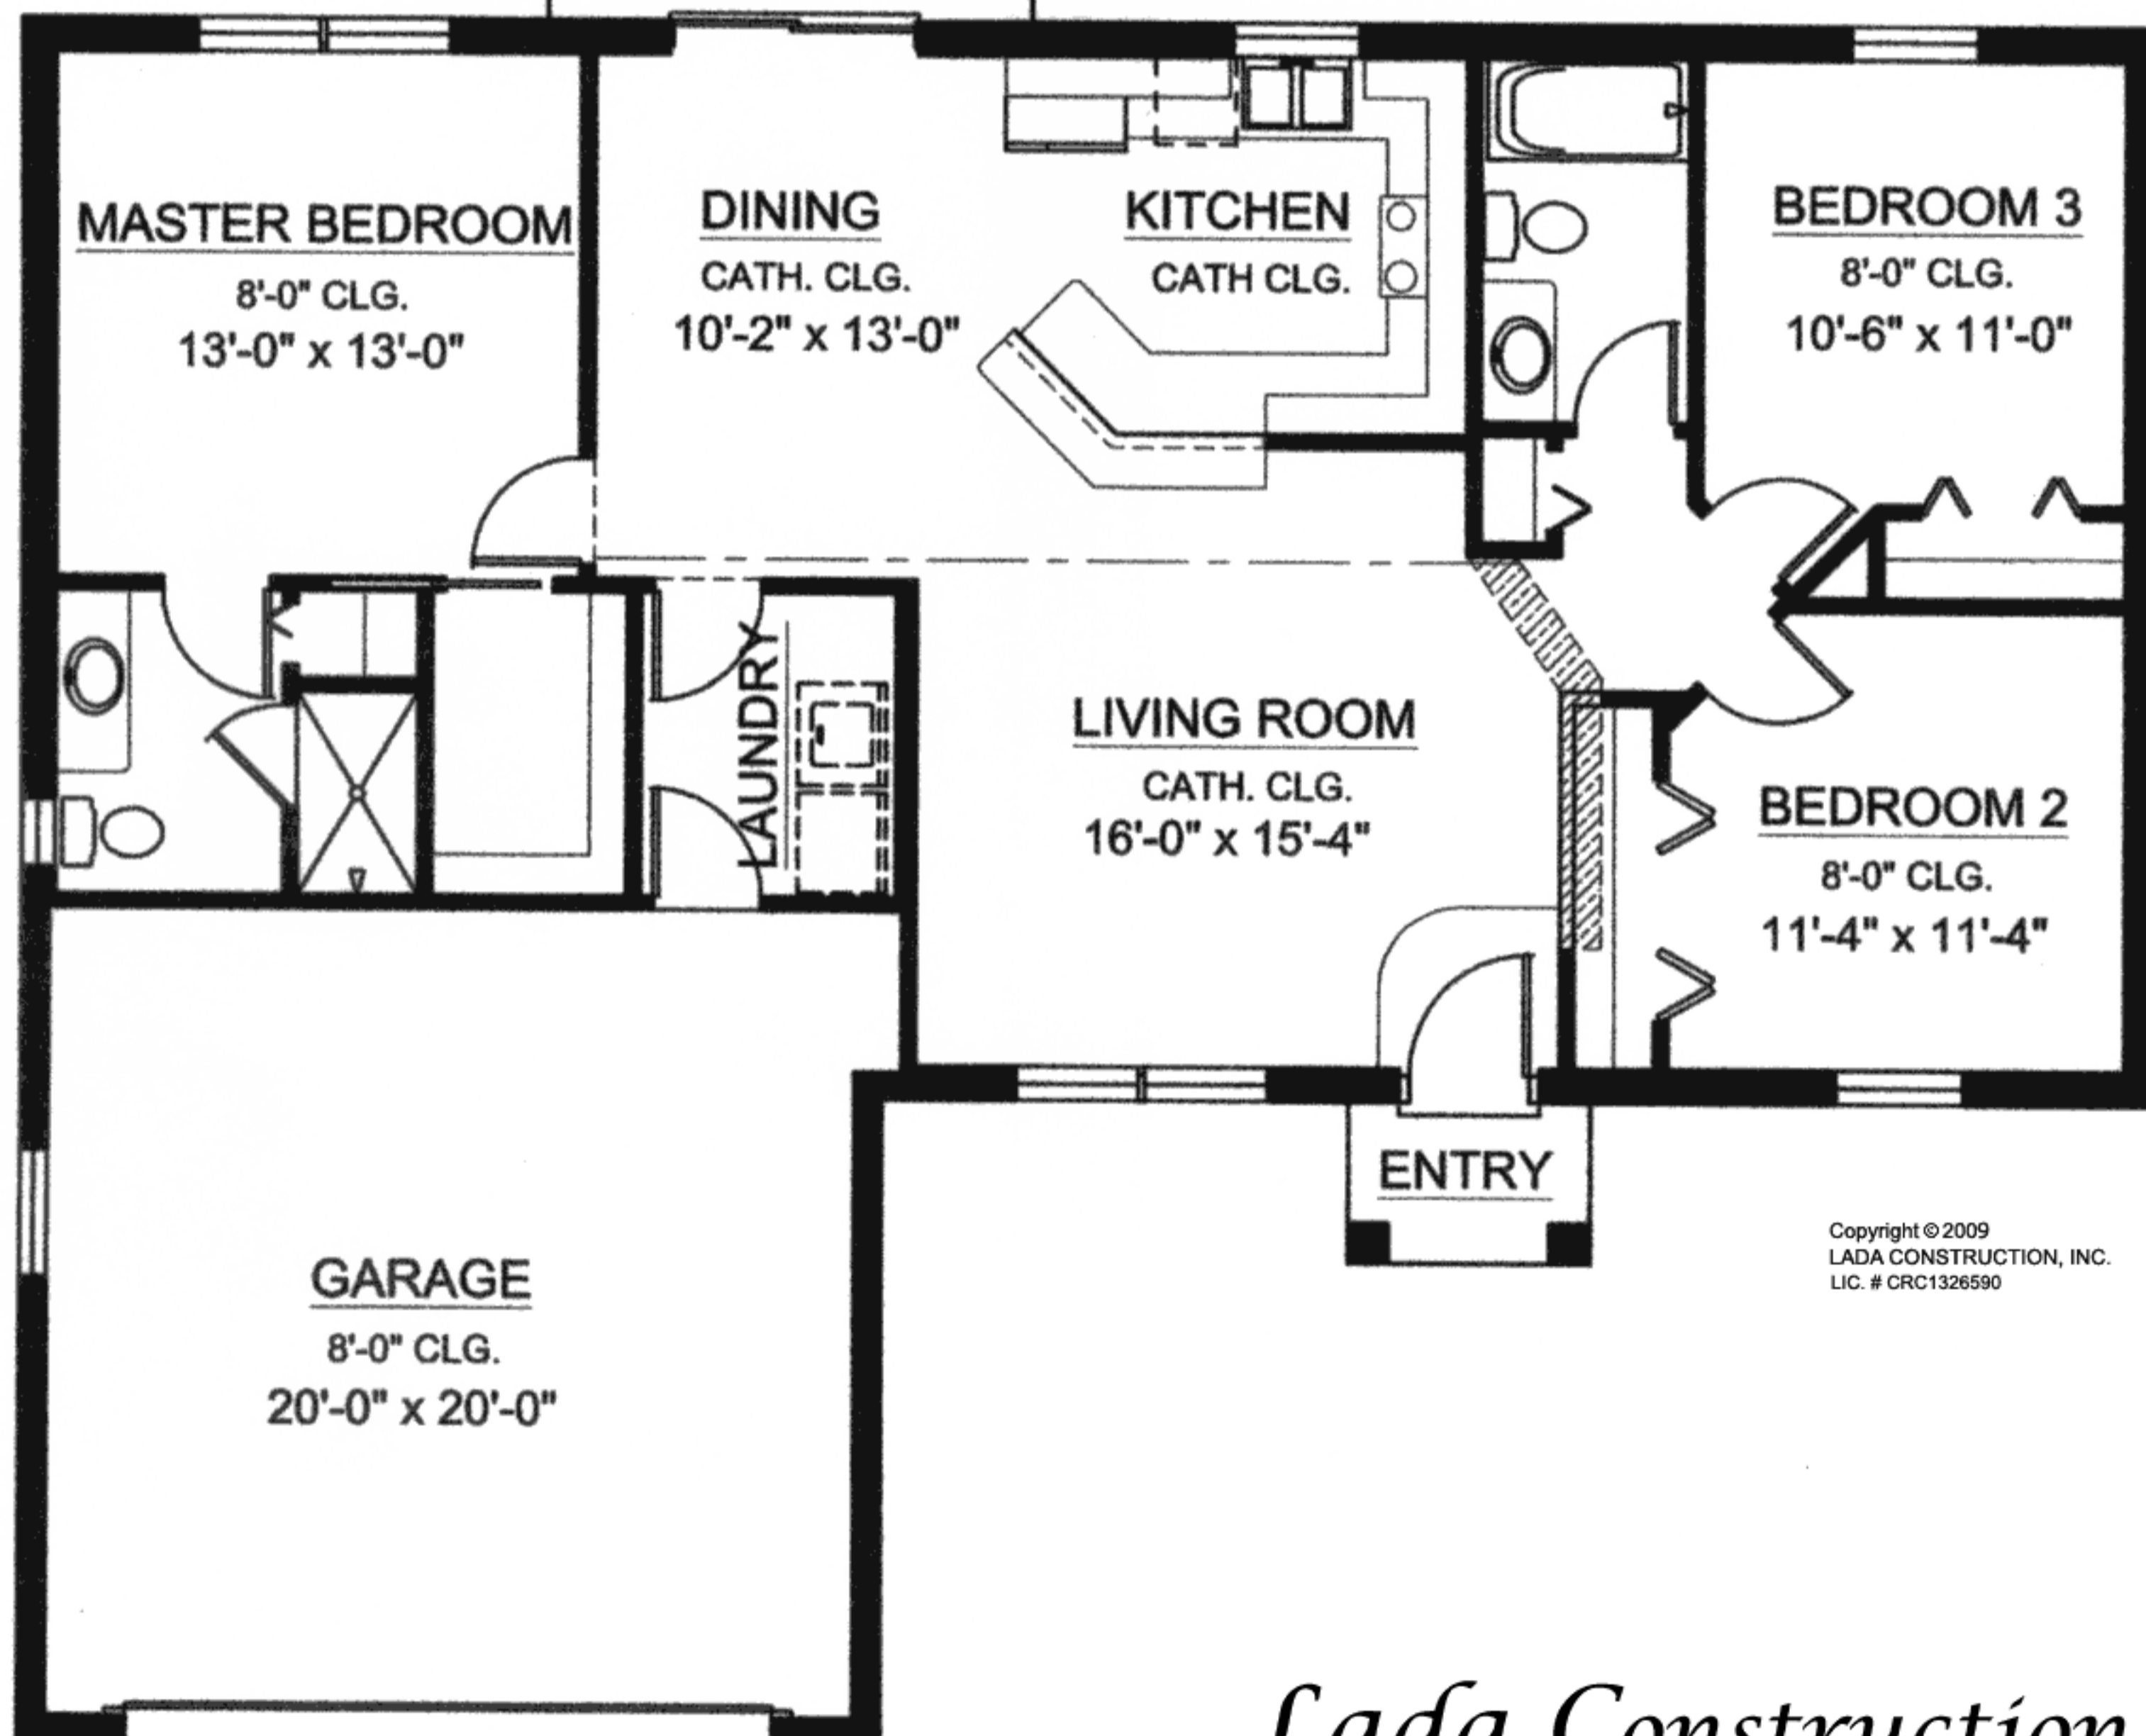 MASTER BEDROOM
8'-0" CLG.
13'-0" x 13'-0"
DINING
CATH. CLG.
10'-2" x 13'-0"
KITCHEN
CATH CLG.
BEDROOM 3
8'-0" CLG.
10'-6" x 11'-0"
LAUNDRY
LIVING ROOM
CATH. CLG.
16'-0" x 15'-4"
BEDROOM 2
8'-0" CLG.
11'-4" x 11'-4"
ENTRY
GARAGE
8'-0" CLG.
20'-0" x 20'-0"
Copyright © 2009
LADA CONSTRUCTION, INC.
LIC. # CRC1326590
Lada Construction